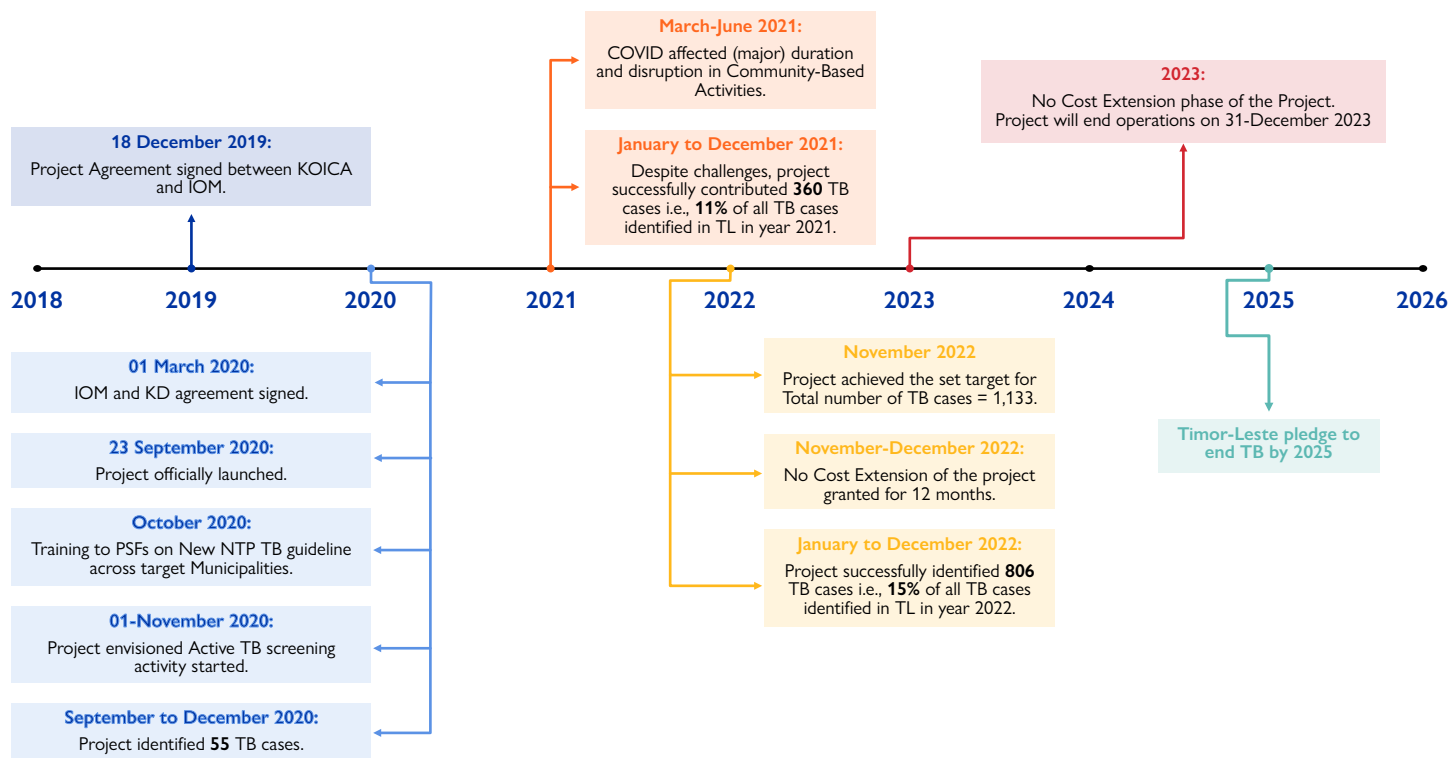 March-June 2021:
COVID affected (major) duration
and disruption in Community-Based
Activities.
2023:
No Cost Extension phase of the Project.
Project will end operations on 31-December 2023
18 December 2019:
Project Agreement signed between KOICA
and IOM.
January to December 2021:
Despite challenges, project
successfully contributed 360 TB
cases i.e., 11% of all TB cases
identified in TL in year 2021.
2018
2019
2020
2021
2022
2023
2024
2025
2026
01 March 2020:
IOM and KD agreement signed.
23 September 2020:
Project officially launched.
October 2020:
Training to PSFs on New NTP TB guideline
across target Municipalities.
01-November 2020:
Project envisioned Active TB screening
activity started.
September to December 2020:
Project identified 55 TB cases.
November 2022
Project achieved the set target for
Total number of TB cases = 1,133.
November-December 2022:
No Cost Extension of the project
granted for 12 months.
January to December 2022:
Project successfully identified 806
TB cases i.e., 15% of all TB cases
identified in TL in year 2022.
Timor-Leste pledge to
end TB by 2025